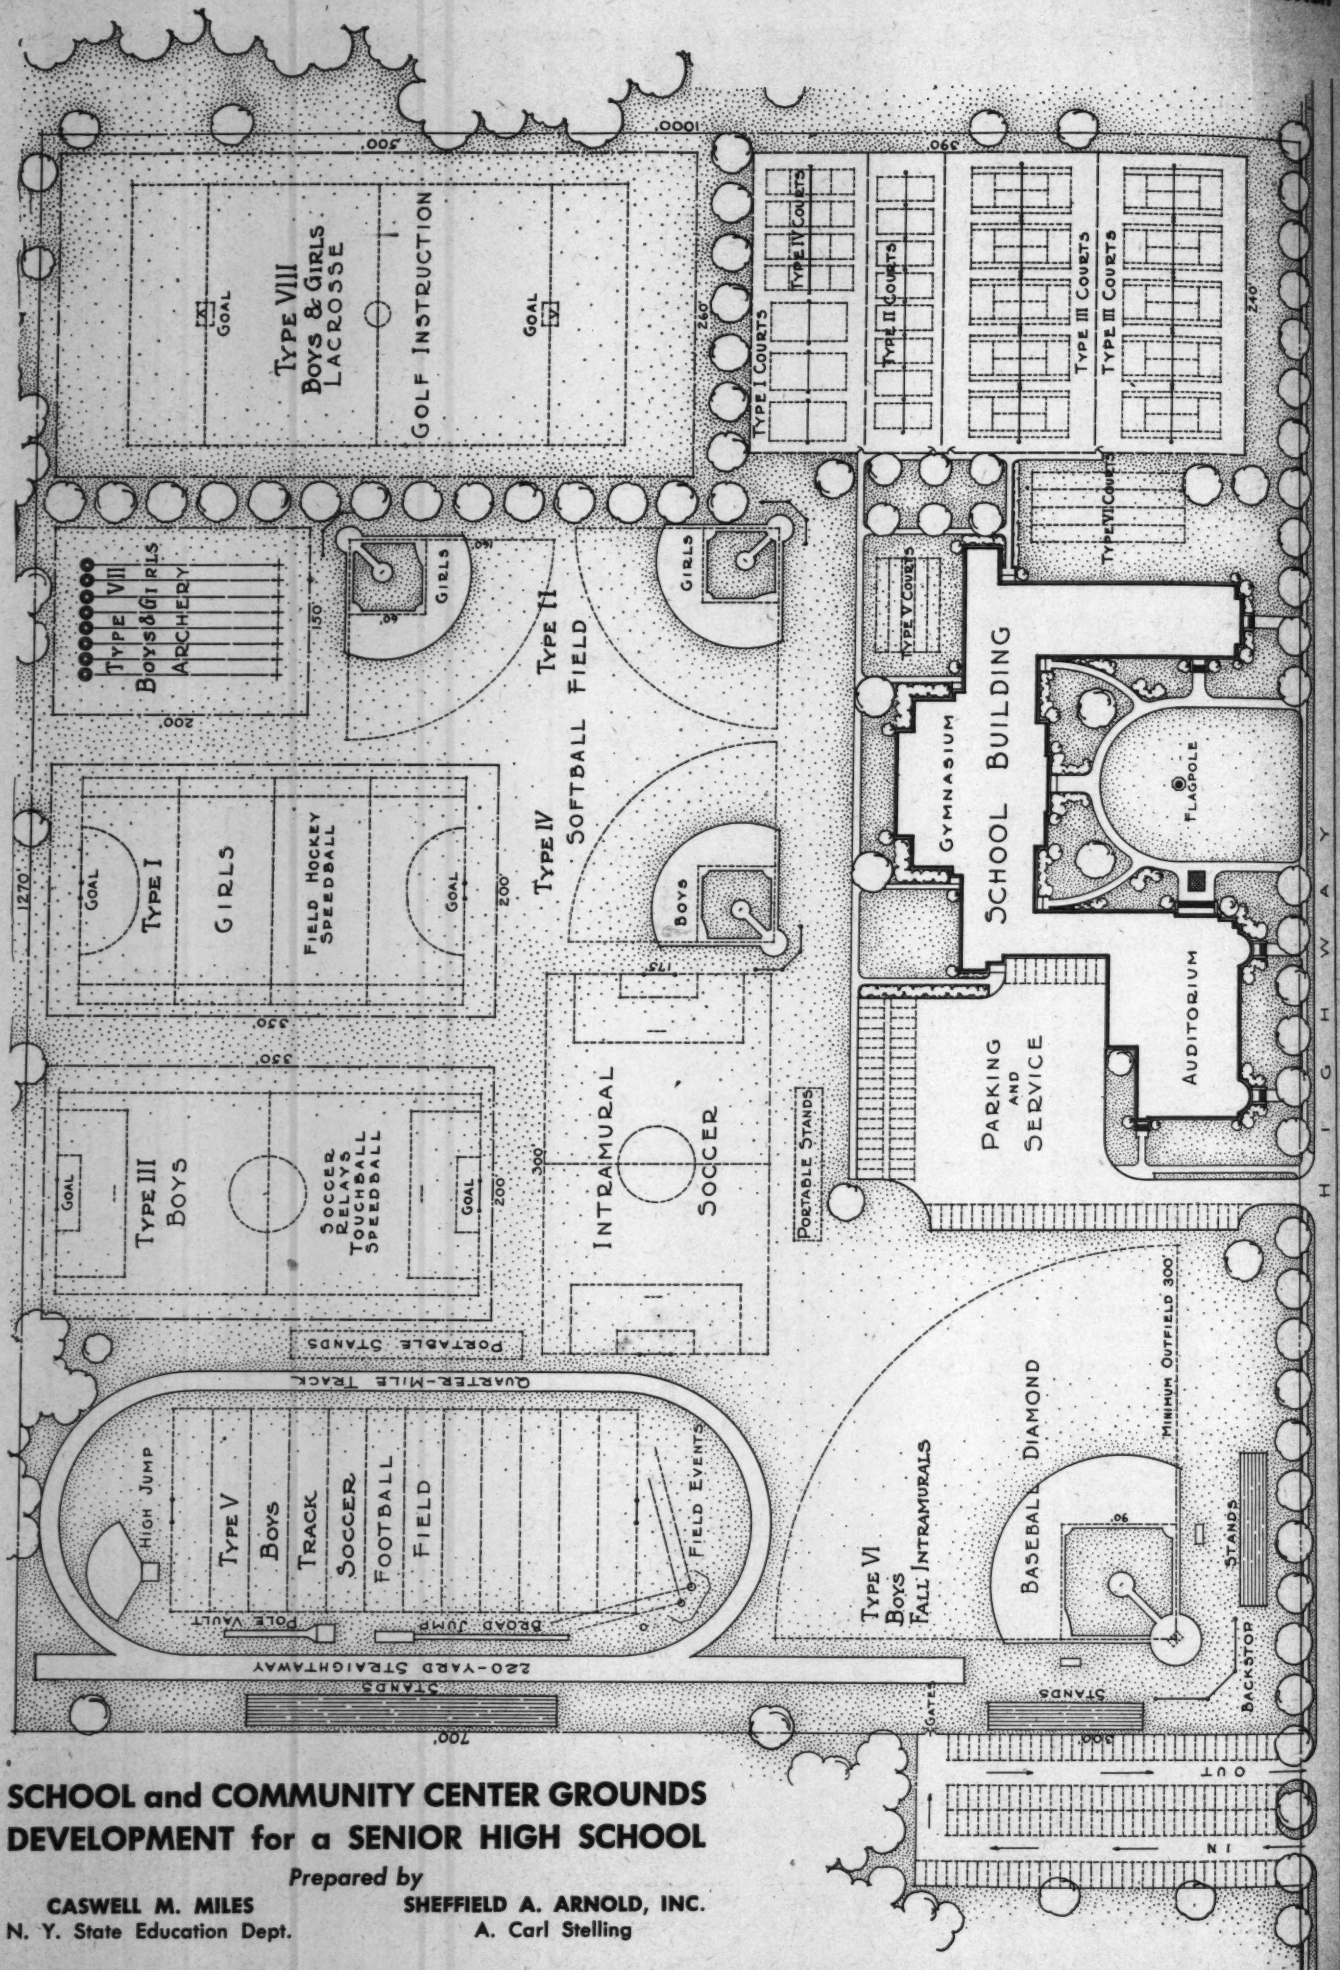 1000'
500'
390
TYPE VIII
BOYS & GIRLS
LACROSSE
GOLF INSTRUCTION
GOAL
GOAL
260'
TYPE I COURTS
TYPE IV COURTS
TYPE II COURTS
TYPE III COURTS
TYPE III COURTS
240'
TYPE VI COURTS
TYPE V COURTS
TYPE VIII
BOYS & GIRLS
ARCHERY
150'
200'
GIRLS
60'
160'
GIRLS
TYPE II
SOFTBALL FIELD
TYPE IV
BOYS
175'
GYMNASIUM
SCHOOL BUILDING
FLAGPOLE
AUDITORIUM
PARKING
AND
SERVICE
HIGHWAY
1270'
GOAL
TYPE I
GIRLS
FIELD HOCKEY
SPEEDBALL
GOAL
200'
350'
350'
GOAL
TYPE III
BOYS
SOCCER
RELAYS
TOUCHBALL
SPEEDBALL
GOAL
200'
300'
INTRAMURAL
SOCCER
PORTABLE STANDS
PORTABLE STANDS
QUARTER-MILE TRACK
HIGH JUMP
TYPE V
BOYS
TRACK
SOCCER
FOOTBALL
FIELD
FIELD EVENTS
POLE VAULT
BROAD JUMP
220-YARD STRAIGHTAWAY
STANDS
700'
TYPE VI
BOYS
FALL INTRAMURALS
BASEBALL DIAMOND
MINIMUM OUTFIELD 300'
90'
STANDS
BACKSTOP
STANDS
GATES
300
OUT
IN
SCHOOL and COMMUNITY CENTER GROUNDS
DEVELOPMENT for a SENIOR HIGH SCHOOL
Prepared by
CASWELL M. MILES
N. Y. State Education Dept.
SHEFFIELD A. ARNOLD, INC.
A. Carl Stelling